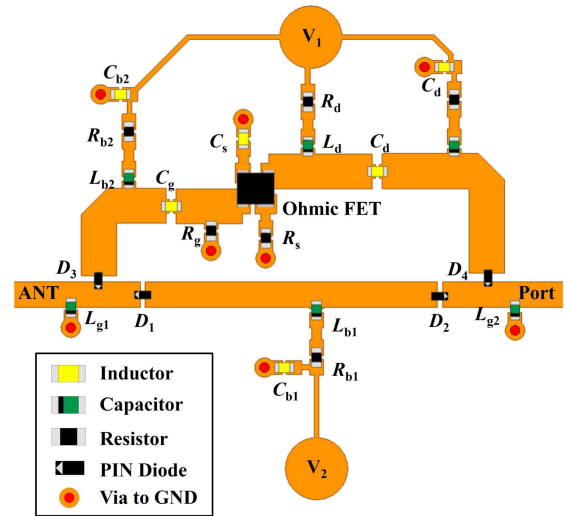 V1
Cb2
Cd
Rd
Rb2
Cs
Ld
Cd
Lb2
Cg
Ohmic FET
Rg
Rs
D3
D4
ANT
Port
Lg1
D1
Lb1
D2
Lg2
Rb1
Cb1
Inductor
Capacitor
Resistor
PIN Diode
Via to GND
V2